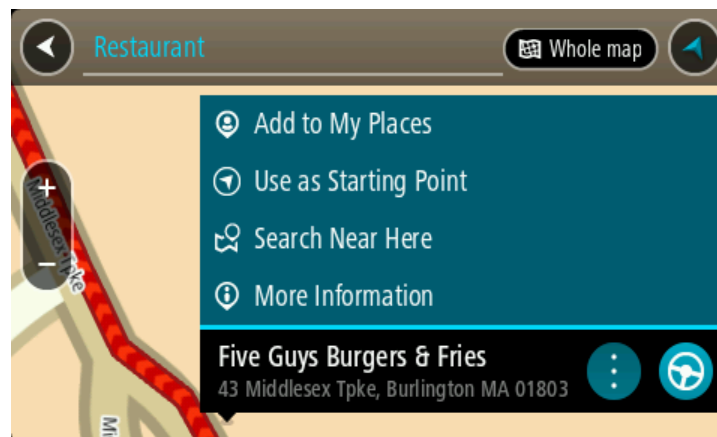 Restaurant
Whole map
Add to My Places
Use as Starting Point
Search Near Here
More Information
Five Guys Burgers & Fries
43 Middlesex Tpke, Burlington MA 01803
+
Middlesex Tpke
−
Mi